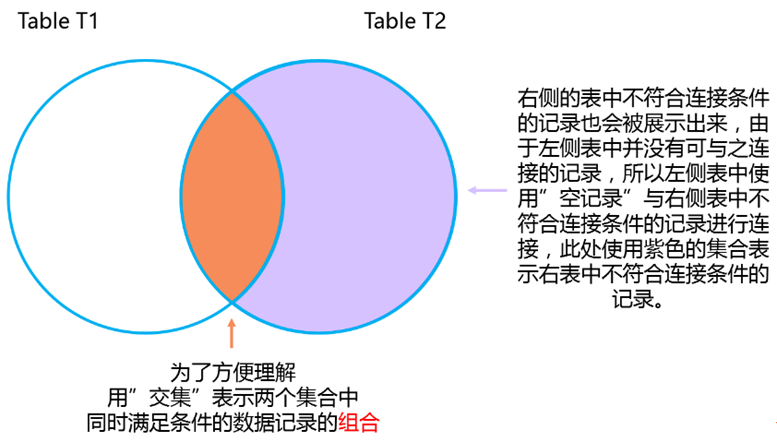 Table T1
Table T2
右侧的表中不符合连接条件
的记录也会被展示出来，由
于左侧表中并没有可与之连
接的记录，所以左侧表中使
用”空记录”与右侧表中不
符合连接条件的记录进行连
接，此处使用紫色的集合表
示右表中不符合连接条件的
记录。
为了方便理解
用”交集”表示两个集合中
同时满足条件的数据记录的组合